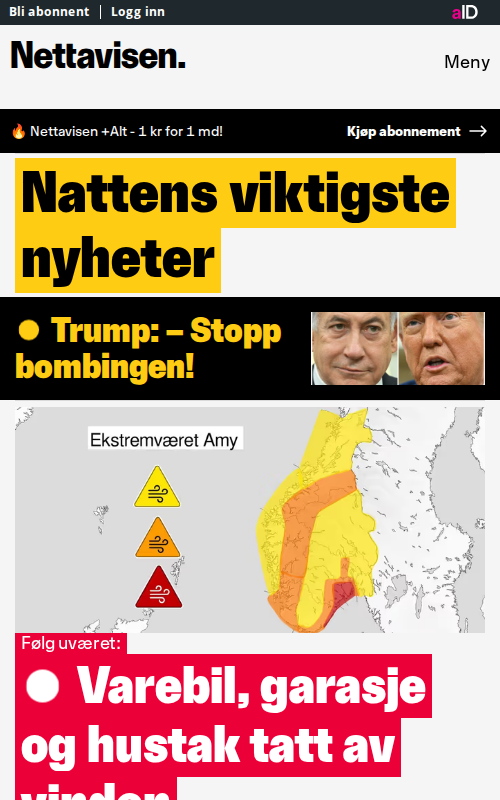 Bli abonnent
Logg inn
aID
Nettavisen.
Meny
🔥 Nettavisen +Alt - 1 kr for 1 md!
Kjøp abonnement →
Nattens viktigste
nyheter
Trump: – Stopp
bombingen!
Ekstremværet Amy
Følg uværet:
Varebil, garasje
og hustak tatt av
vinden